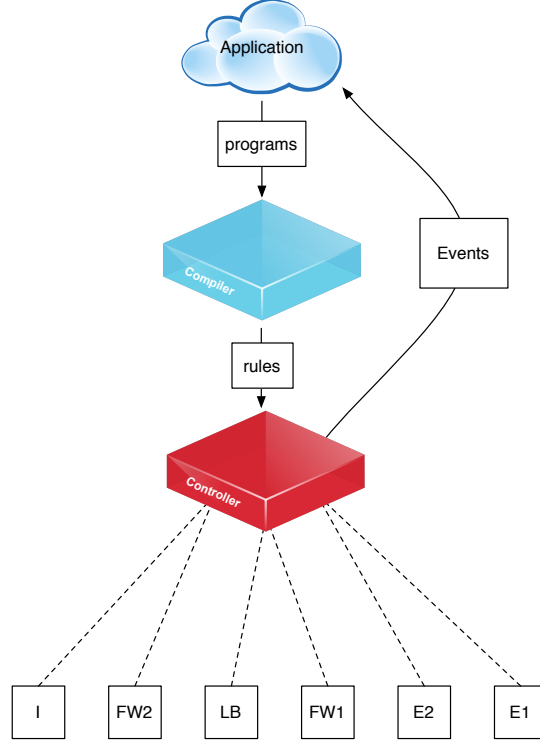 Application
programs
Compiler
Events
rules
Controller
I
FW2
LB
FW1
E2
E1